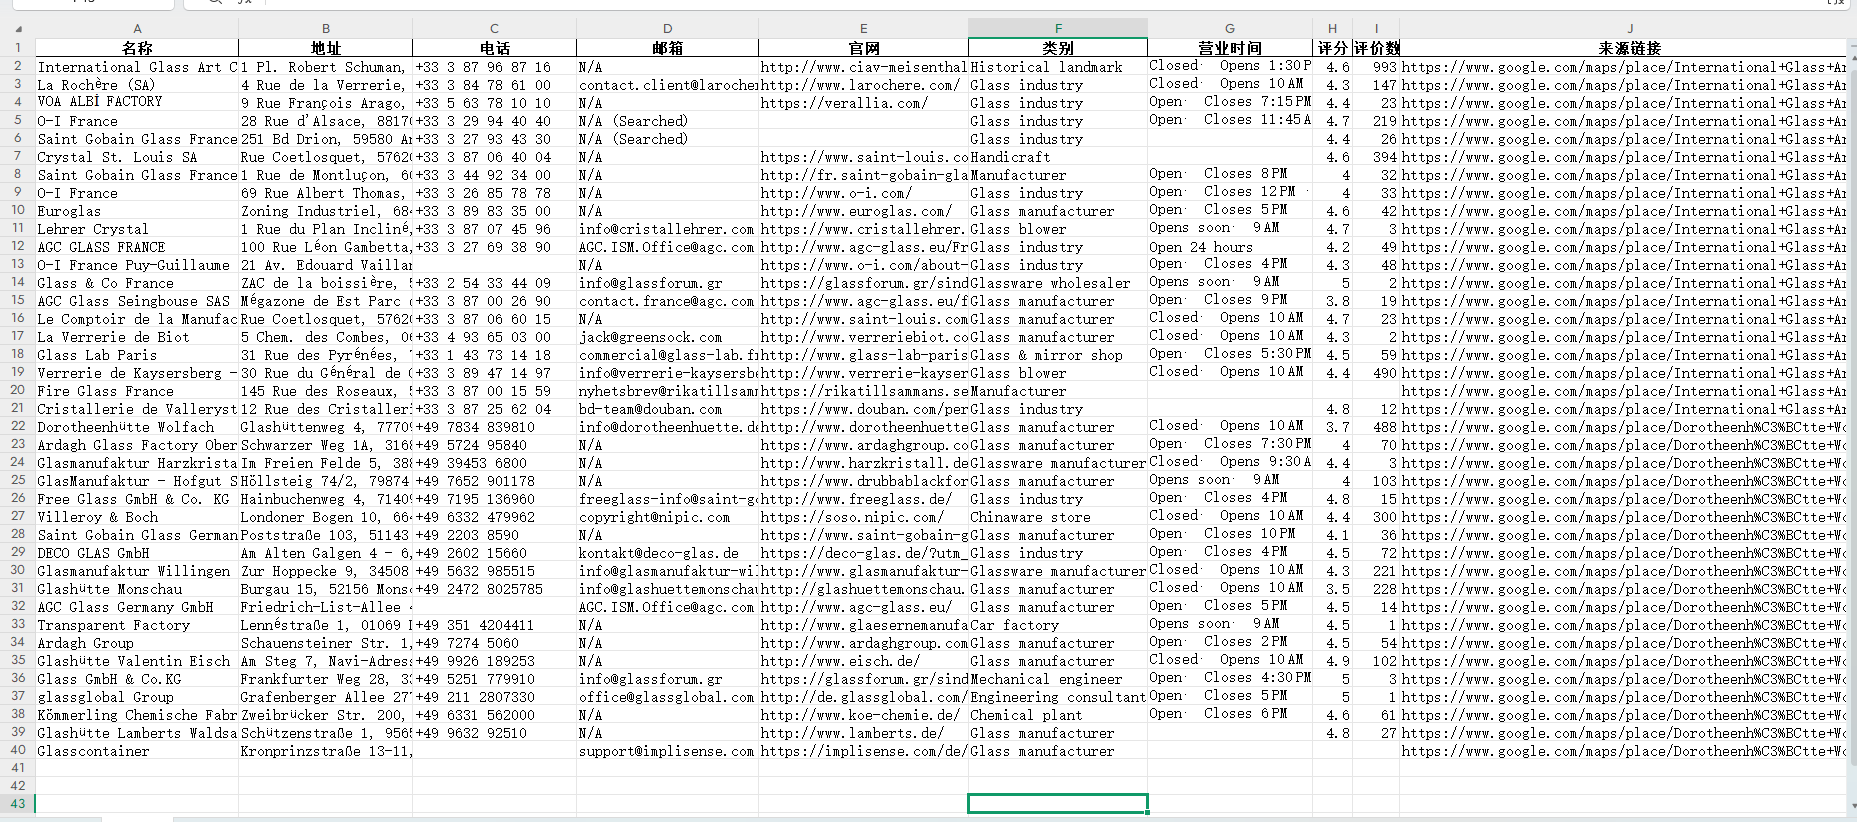 A B C D E F G H I J
1 名称 地址 电话 邮箱 官网 类别 营业时间 评分 评价数 来源链接
2 International Glass Art C 1 Pl. Robert Schuman, +33 3 87 96 87 16 N/A http://www.ciav-meisenthal Historical landmark Closed· Opens 1:30 P 4.6 993 https://www.google.com/maps/place/International+Glass+Ar
3 La Rochère (SA) 4 Rue de la Verrerie, +33 3 84 78 61 00 contact.client@larocher http://www.larochere.com/ Glass industry Closed· Opens 10 AM 4.3 147 https://www.google.com/maps/place/International+Glass+Ar
4 VOA ALBI FACTORY 9 Rue François Arago, +33 5 63 78 10 10 N/A https://verallia.com/ Glass industry Open· Closes 7:15 PM 4.4 23 https://www.google.com/maps/place/International+Glass+Ar
5 O-I France 28 Rue d'Alsace, 88170 +33 3 29 94 40 40 N/A (Searched) Glass industry Open· Closes 11:45 A 4.7 219 https://www.google.com/maps/place/International+Glass+Ar
6 Saint Gobain Glass France 251 Bd Drion, 59580 An +33 3 27 93 43 30 N/A (Searched) Glass industry 4.4 26 https://www.google.com/maps/place/International+Glass+Ar
7 Crystal St. Louis SA Rue Coetlosquet, 57620 +33 3 87 06 40 04 N/A https://www.saint-louis.co Handicraft 4.6 394 https://www.google.com/maps/place/International+Glass+Ar
8 Saint Gobain Glass France 1 Rue de Montluçon, 60 +33 3 44 92 34 00 N/A http://fr.saint-gobain-gla Manufacturer Open· Closes 8 PM 4 32 https://www.google.com/maps/place/International+Glass+Ar
9 O-I France 69 Rue Albert Thomas, +33 3 26 85 78 78 N/A http://www.o-i.com/ Glass industry Open· Closes 12 PM · 4 33 https://www.google.com/maps/place/International+Glass+Ar
10 Euroglas Zoning Industriel, 684 +33 3 89 83 35 00 N/A http://www.euroglas.com/ Glass manufacturer Open· Closes 5 PM 4.6 42 https://www.google.com/maps/place/International+Glass+Ar
11 Lehrer Crystal 1 Rue du Plan Incliné, +33 3 87 07 45 96 info@cristallehrer.com https://www.cristallehrer. Glass blower Opens soon· 9 AM 4.7 3 https://www.google.com/maps/place/International+Glass+Ar
12 AGC GLASS FRANCE 100 Rue Léon Gambetta, +33 3 27 69 38 90 AGC.ISM.Office@agc.com http://www.agc-glass.eu/Fr Glass industry Open 24 hours 4.2 49 https://www.google.com/maps/place/International+Glass+Ar
13 O-I France Puy-Guillaume 21 Av. Edouard Vaillan N/A https://www.o-i.com/about- Glass industry Open· Closes 4 PM 4.3 48 https://www.google.com/maps/place/International+Glass+Ar
14 Glass & Co France ZAC de la boissière, 5 +33 2 54 33 44 09 info@glassforum.gr https://glassforum.gr/sind Glassware wholesaler Opens soon· 9 AM 5 2 https://www.google.com/maps/place/International+Glass+Ar
15 AGC Glass Seingbouse SAS Mégazone de Est Parc +33 3 87 00 26 90 contact.france@agc.com https://www.agc-glass.eu/f Glass manufacturer Open· Closes 9 PM 3.8 19 https://www.google.com/maps/place/International+Glass+Ar
16 Le Comptoir de la Manufac Rue Coetlosquet, 57620 +33 3 87 06 60 15 N/A http://www.saint-louis.com Glass manufacturer Closed· Opens 10 AM 4.7 23 https://www.google.com/maps/place/International+Glass+Ar
17 La Verrerie de Biot 5 Chem. des Combes, 06 +33 4 93 65 03 00 jack@greensock.com http://www.verreriebiot.co Glass manufacturer Closed· Opens 10 AM 4.3 2 https://www.google.com/maps/place/International+Glass+Ar
18 Glass Lab Paris 31 Rue des Pyrénées, 7 +33 1 43 73 14 18 commercial@glass-lab.fr http://www.glass-lab-paris Glass & mirror shop Open· Closes 5:30 PM 4.5 59 https://www.google.com/maps/place/International+Glass+Ar
19 Verrerie de Kaysersberg - 30 Rue du Général de G +33 3 89 47 14 97 info@verrerie-kaysersbe http://www.verrerie-kayser Glass blower Closed· Opens 10 AM 4.4 490 https://www.google.com/maps/place/International+Glass+Ar
20 Fire Glass France 145 Rue des Roseaux, 5 +33 3 87 00 15 59 nyhetsbrev@rikatillsamm https://rikatillsammans.se Manufacturer https://www.google.com/maps/place/International+Glass+Ar
21 Cristallerie de Valleryst 12 Rue des Cristalleri +33 3 87 25 62 04 bd-team@douban.com https://www.douban.com/per Glass industry 4.8 12 https://www.google.com/maps/place/International+Glass+Ar
22 Dorotheenhütte Wolfach Glashüttenweg 4, 77709 +49 7834 839810 info@dorotheenhuette.de http://www.dorotheenhuette Glass manufacturer Closed· Opens 10 AM 3.7 488 https://www.google.com/maps/place/Dorotheenh%C3%BCtte+Wo
23 Ardagh Glass Factory Ober Schwarzer Weg 1A, 3168 +49 5724 95840 N/A https://www.ardaghgroup.co Glass manufacturer Open· Closes 7:30 PM 4 70 https://www.google.com/maps/place/Dorotheenh%C3%BCtte+Wo
24 Glasmanufaktur Harzkrista Im Freien Felde 5, 388 +49 39453 6800 N/A http://www.harzkristall.de Glassware manufacturer Closed· Opens 9:30 A 4.4 3 https://www.google.com/maps/place/Dorotheenh%C3%BCtte+Wo
25 GlasManufaktur - Hofgut S Höllsteig 74/2, 79874 +49 7652 901178 N/A https://www.drubbablackfor Glass manufacturer Opens soon· 9 AM 4 103 https://www.google.com/maps/place/Dorotheenh%C3%BCtte+Wo
26 Free Glass GmbH & Co. KG Hainbuchenweg 4, 71409 +49 7195 136960 freeglass-info@saint-go http://www.freeglass.de/ Glass industry Open· Closes 4 PM 4.8 15 https://www.google.com/maps/place/Dorotheenh%C3%BCtte+Wo
27 Villeroy & Boch Londoner Bogen 10, 664 +49 6332 479962 copyright@nipic.com https://soso.nipic.com/ Chinaware store Closed· Opens 10 AM 4.4 300 https://www.google.com/maps/place/Dorotheenh%C3%BCtte+Wo
28 Saint Gobain Glass German Poststraße 103, 51143 +49 2203 8590 N/A https://www.saint-gobain-g Glass manufacturer Open· Closes 10 PM 4.1 36 https://www.google.com/maps/place/Dorotheenh%C3%BCtte+Wo
29 DECO GLAS GmbH Am Alten Galgen 4 - 6, +49 2602 15660 kontakt@deco-glas.de https://deco-glas.de/?utm_ Glass industry Open· Closes 4 PM 4.5 72 https://www.google.com/maps/place/Dorotheenh%C3%BCtte+Wo
30 Glasmanufaktur Willingen Zur Hoppecke 9, 34508 +49 5632 985515 info@glasmanufaktur-wil http://www.glasmanufaktur- Glassware manufacturer Closed· Opens 10 AM 4.3 221 https://www.google.com/maps/place/Dorotheenh%C3%BCtte+Wo
31 Glashütte Monschau Burgau 15, 52156 Monsc +49 2472 8025785 info@glashuettemonschau http://glashuettemonschau. Glass manufacturer Closed· Opens 10 AM 3.5 228 https://www.google.com/maps/place/Dorotheenh%C3%BCtte+Wo
32 AGC Glass Germany GmbH Friedrich-List-Allee 4 AGC.ISM.Office@agc.com http://www.agc-glass.eu/ Glass manufacturer Open· Closes 5 PM 4.5 14 https://www.google.com/maps/place/Dorotheenh%C3%BCtte+Wo
33 Transparent Factory Lennéstraße 1, 01069 D +49 351 4204411 N/A http://www.glaesernemanufa Car factory Opens soon· 9 AM 4.5 1 https://www.google.com/maps/place/Dorotheenh%C3%BCtte+Wo
34 Ardagh Group Schauensteiner Str. 1, +49 7274 5060 N/A http://www.ardaghgroup.com Glass manufacturer Open· Closes 2 PM 4.5 54 https://www.google.com/maps/place/Dorotheenh%C3%BCtte+Wo
35 Glashütte Valentin Eisch Am Steg 7, Navi-Adress +49 9926 189253 N/A http://www.eisch.de/ Glass manufacturer Closed· Opens 10 AM 4.9 102 https://www.google.com/maps/place/Dorotheenh%C3%BCtte+Wo
36 Glass GmbH & Co.KG Frankfurter Weg 28, 33 +49 5251 779910 info@glassforum.gr https://glassforum.gr/sind Mechanical engineer Open· Closes 4:30 PM 5 3 https://www.google.com/maps/place/Dorotheenh%C3%BCtte+Wo
37 glassglobal Group Grafenberger Allee 277 +49 211 2807330 office@glassglobal.com http://de.glassglobal.com/ Engineering consultant Open· Closes 5 PM 5 1 https://www.google.com/maps/place/Dorotheenh%C3%BCtte+Wo
38 Kömmerling Chemische Fabr Zweibrücker Str. 200, +49 6331 562000 N/A http://www.koe-chemie.de/ Chemical plant Open· Closes 6 PM 4.6 61 https://www.google.com/maps/place/Dorotheenh%C3%BCtte+Wo
39 Glashütte Lamberts Waldsa Schützenstraße 1, 9565 +49 9632 92510 N/A http://www.lamberts.de/ Glass manufacturer 4.8 27 https://www.google.com/maps/place/Dorotheenh%C3%BCtte+Wo
40 Glasscontainer Kronprinzstraße 13-11, support@implisense.com https://implisense.com/de/ Glass manufacturer https://www.google.com/maps/place/Dorotheenh%C3%BCtte+Wo
41
42
43